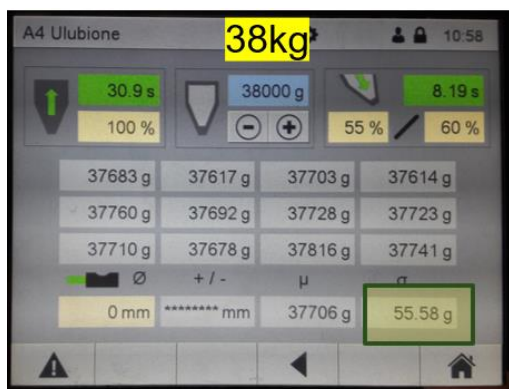 A4 Ulubione 38kg 10:58
30.9 s 38000 g 8.19 s
100 % - + 55 % 60 %
37683 g 37617 g 37703 g 37614 g
37760 g 37692 g 37728 g 37723 g
37710 g 37678 g 37816 g 37741 g
Ø + / - µ σ
0 mm ******** mm 37706 g 55.58 g